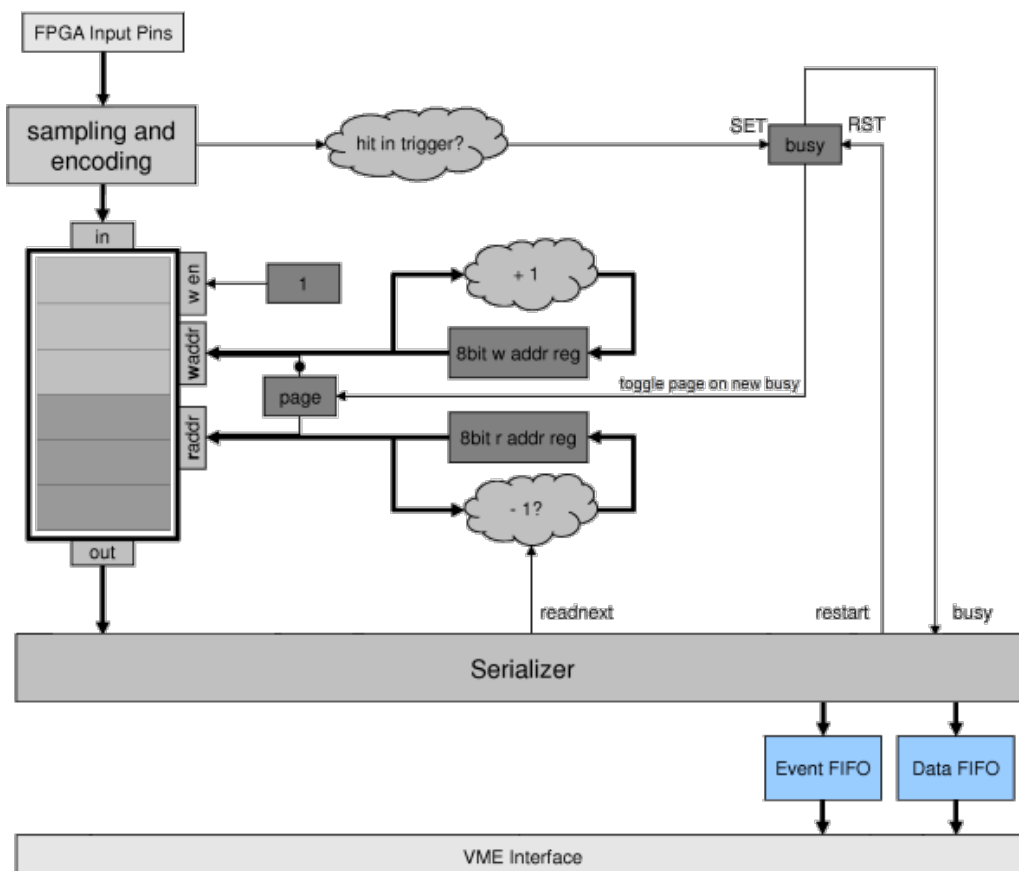 FPGA Input Pins
sampling and
encoding
hit in trigger?
SET
RST
busy
in
w en
1
+ 1
waddr
8bit w addr reg
toggle page on new busy
page
raddr
8bit r addr reg
- 1?
out
readnext
restart
busy
Serializer
Event FIFO
Data FIFO
VME Interface